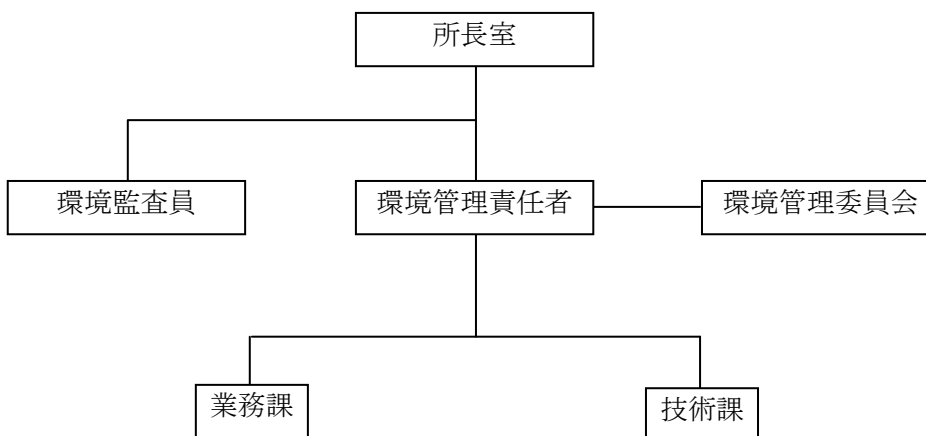 所長室
環境監査員
環境管理責任者
環境管理委員会
業務課
技術課